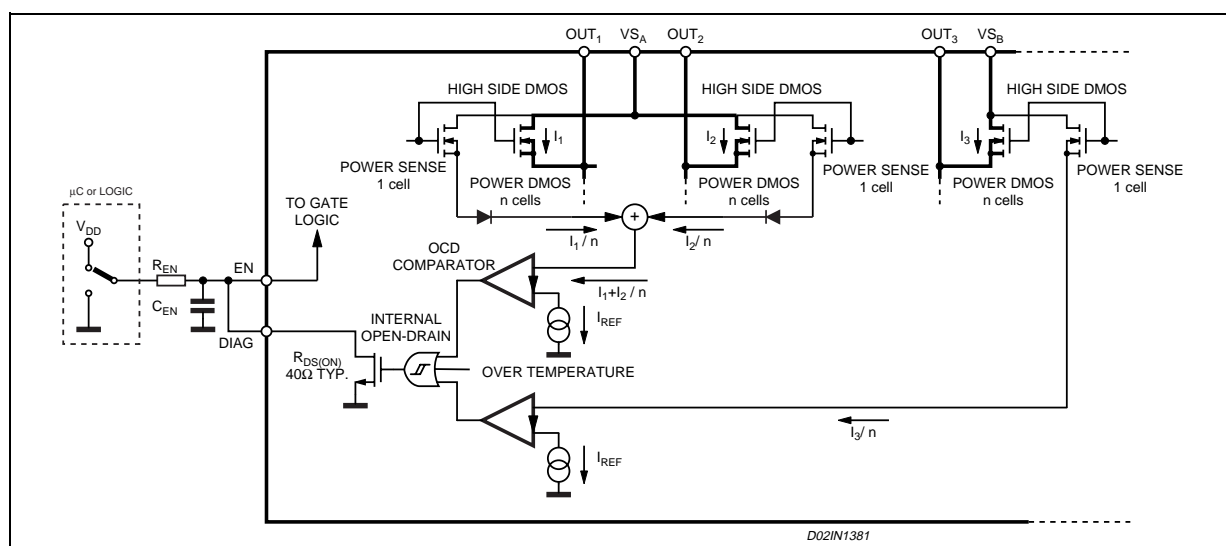 OUT1 VSA OUT2 OUT3 VSB
HIGH SIDE DMOS
HIGH SIDE DMOS
HIGH SIDE DMOS
I1
I2
I3
POWER SENSE
1 cell
POWER DMOS
n cells
POWER DMOS
n cells
POWER SENSE
1 cell
POWER DMOS
n cells
POWER SENSE
1 cell
μC or LOGIC
VDD
TO GATE
LOGIC
+
I1/ n
I2/ n
OCD
COMPARATOR
I1+I2 / n
REN
EN
CEN
IREF
INTERNAL
OPEN-DRAIN
DIAG
RDS(ON)
40Ω TYP.
OVER TEMPERATURE
I3/ n
IREF
D02IN1381